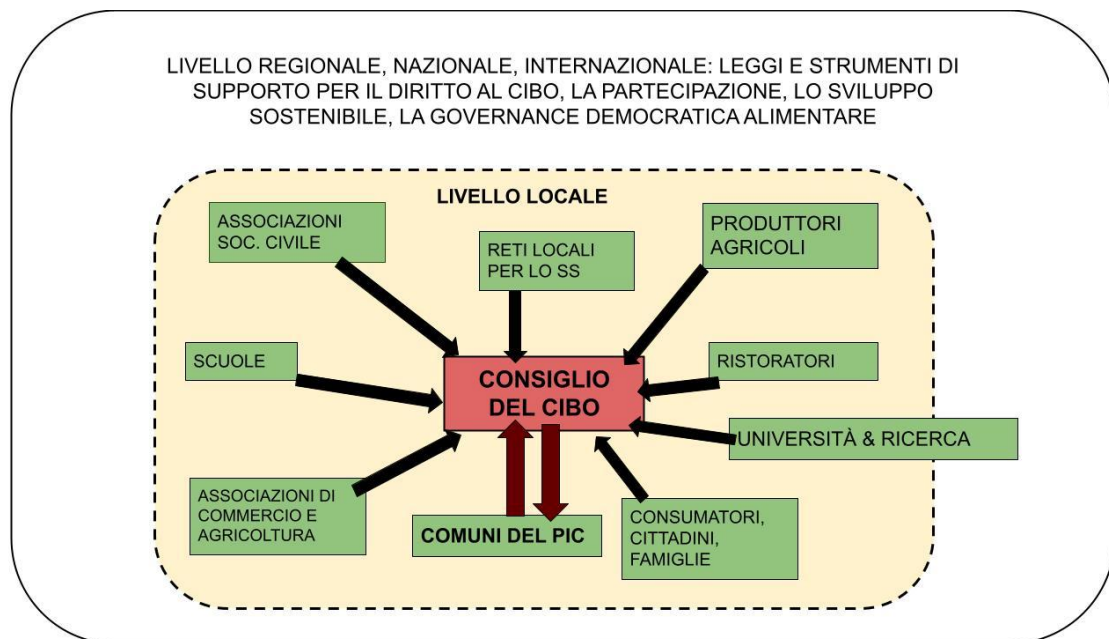 LIVELLO REGIONALE, NAZIONALE, INTERNAZIONALE: LEGGI E STRUMENTI DI
SUPPORTO PER IL DIRITTO AL CIBO, LA PARTECIPAZIONE, LO SVILUPPO
SOSTENIBILE, LA GOVERNANCE DEMOCRATICA ALIMENTARE
LIVELLO LOCALE
ASSOCIAZIONI
SOC. CIVILE
RETI LOCALI
PER LO SS
PRODUTTORI
AGRICOLI
SCUOLE
CONSIGLIO
DEL CIBO
RISTORATORI
UNIVERSITÀ & RICERCA
ASSOCIAZIONI DI
COMMERCIO E
AGRICOLTURA
COMUNI DEL PIC
CONSUMATORI,
CITTADINI,
FAMIGLIE